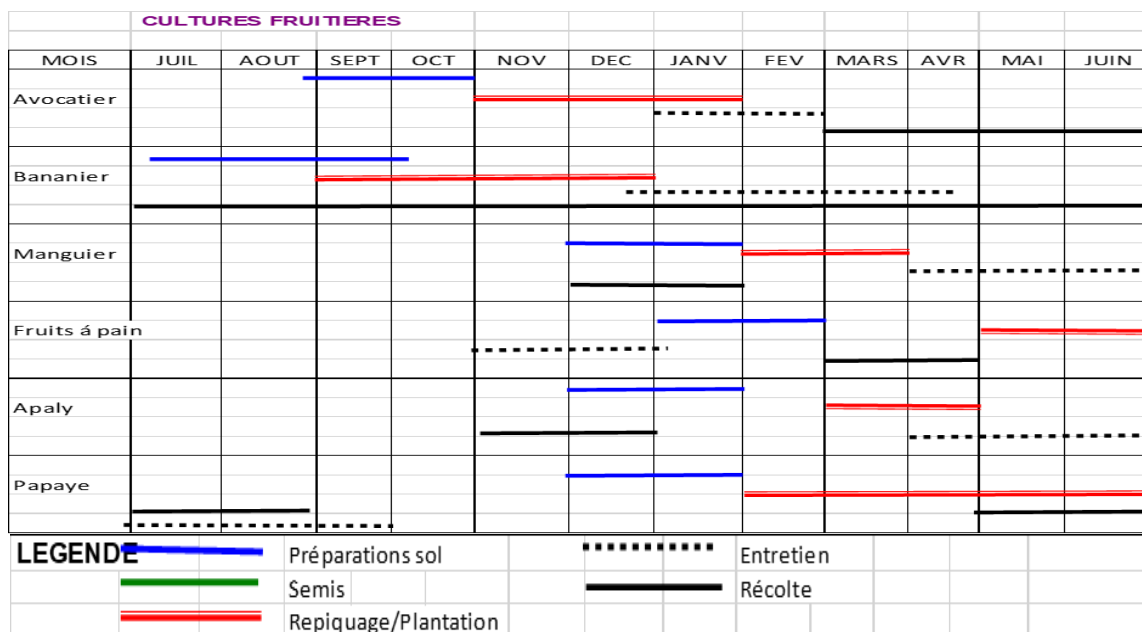 CULTURES FRUITIERES
MOIS JUIL AOUT SEPT OCT NOV DEC JANV FEV MARS AVR MAI JUIN
Avocatier
Bananier
Manguier
Fruits á pain
Apaly
Papaye
LEGENDE Préparations sol Entretien
Semis Récolte
Repiquage/Plantation